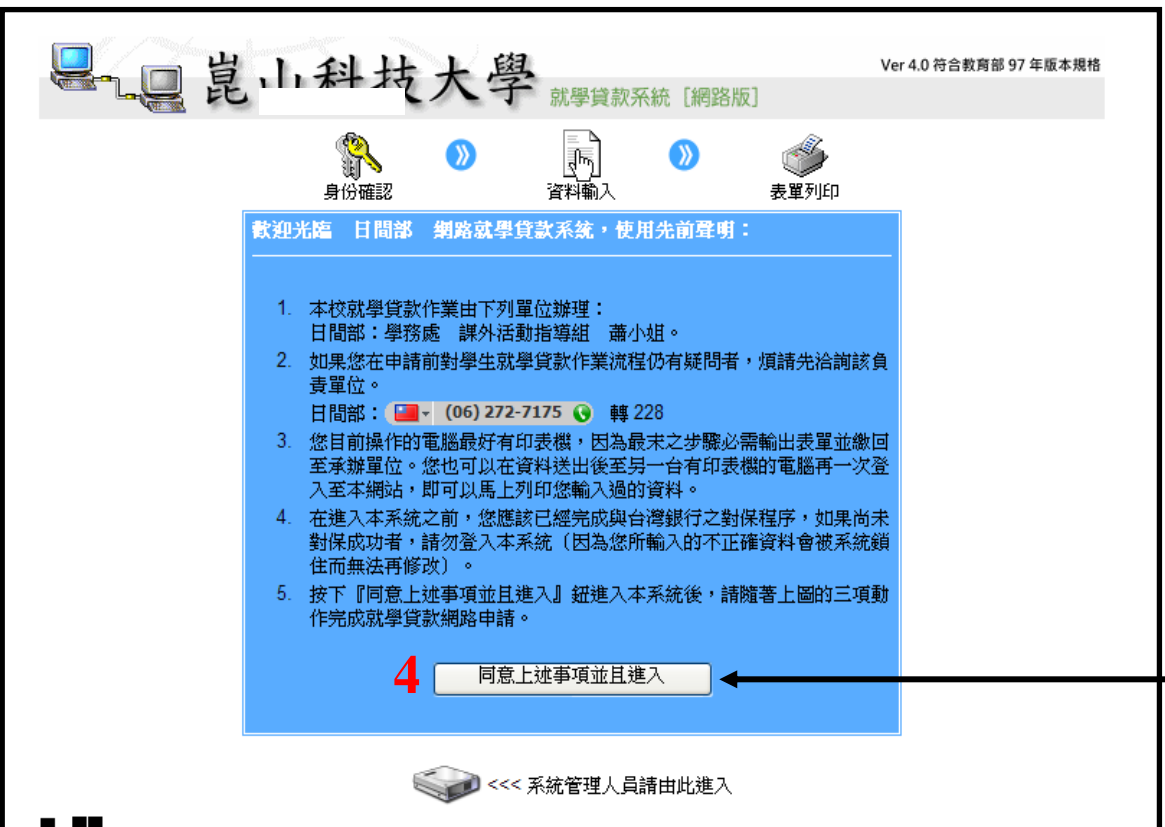 崑山科技大學
就學貸款系統［網路版］
Ver 4.0 符合教育部 97 年版本規格
身份確認
資料輸入
表單列印
歡迎光臨 日間部 網路就學貸款系統，使用先前聲明：
1. 本校就學貸款作業由下列單位辦理：
日間部：學務處 課外活動指導組 蕭小姐。
2. 如果您在申請前對學生就學貸款作業流程仍有疑問者，煩請先洽詢該負
責單位。
日間部： (06) 272-7175 轉 228
3. 您目前操作的電腦最好有印表機，因為最末之步驟必需輸出表單並繳回
至承辦單位。您也可以在資料送出後至另一台有印表機的電腦再一次登
入至本網站，即可以馬上列印您輸入過的資料。
4. 在進入本系統之前，您應該已經完成與台灣銀行之對保程序，如果尚未
對保成功者，請勿登入本系統〔因為您所輸入的不正確資料會被系統鎖
住而無法再修改〕。
5. 按下『同意上述事項並且進入』鈕進入本系統後，請隨著上圖的三項動
作完成就學貸款網路申請。
4 同意上述事項並且進入
<<< 系統管理人員請由此進入